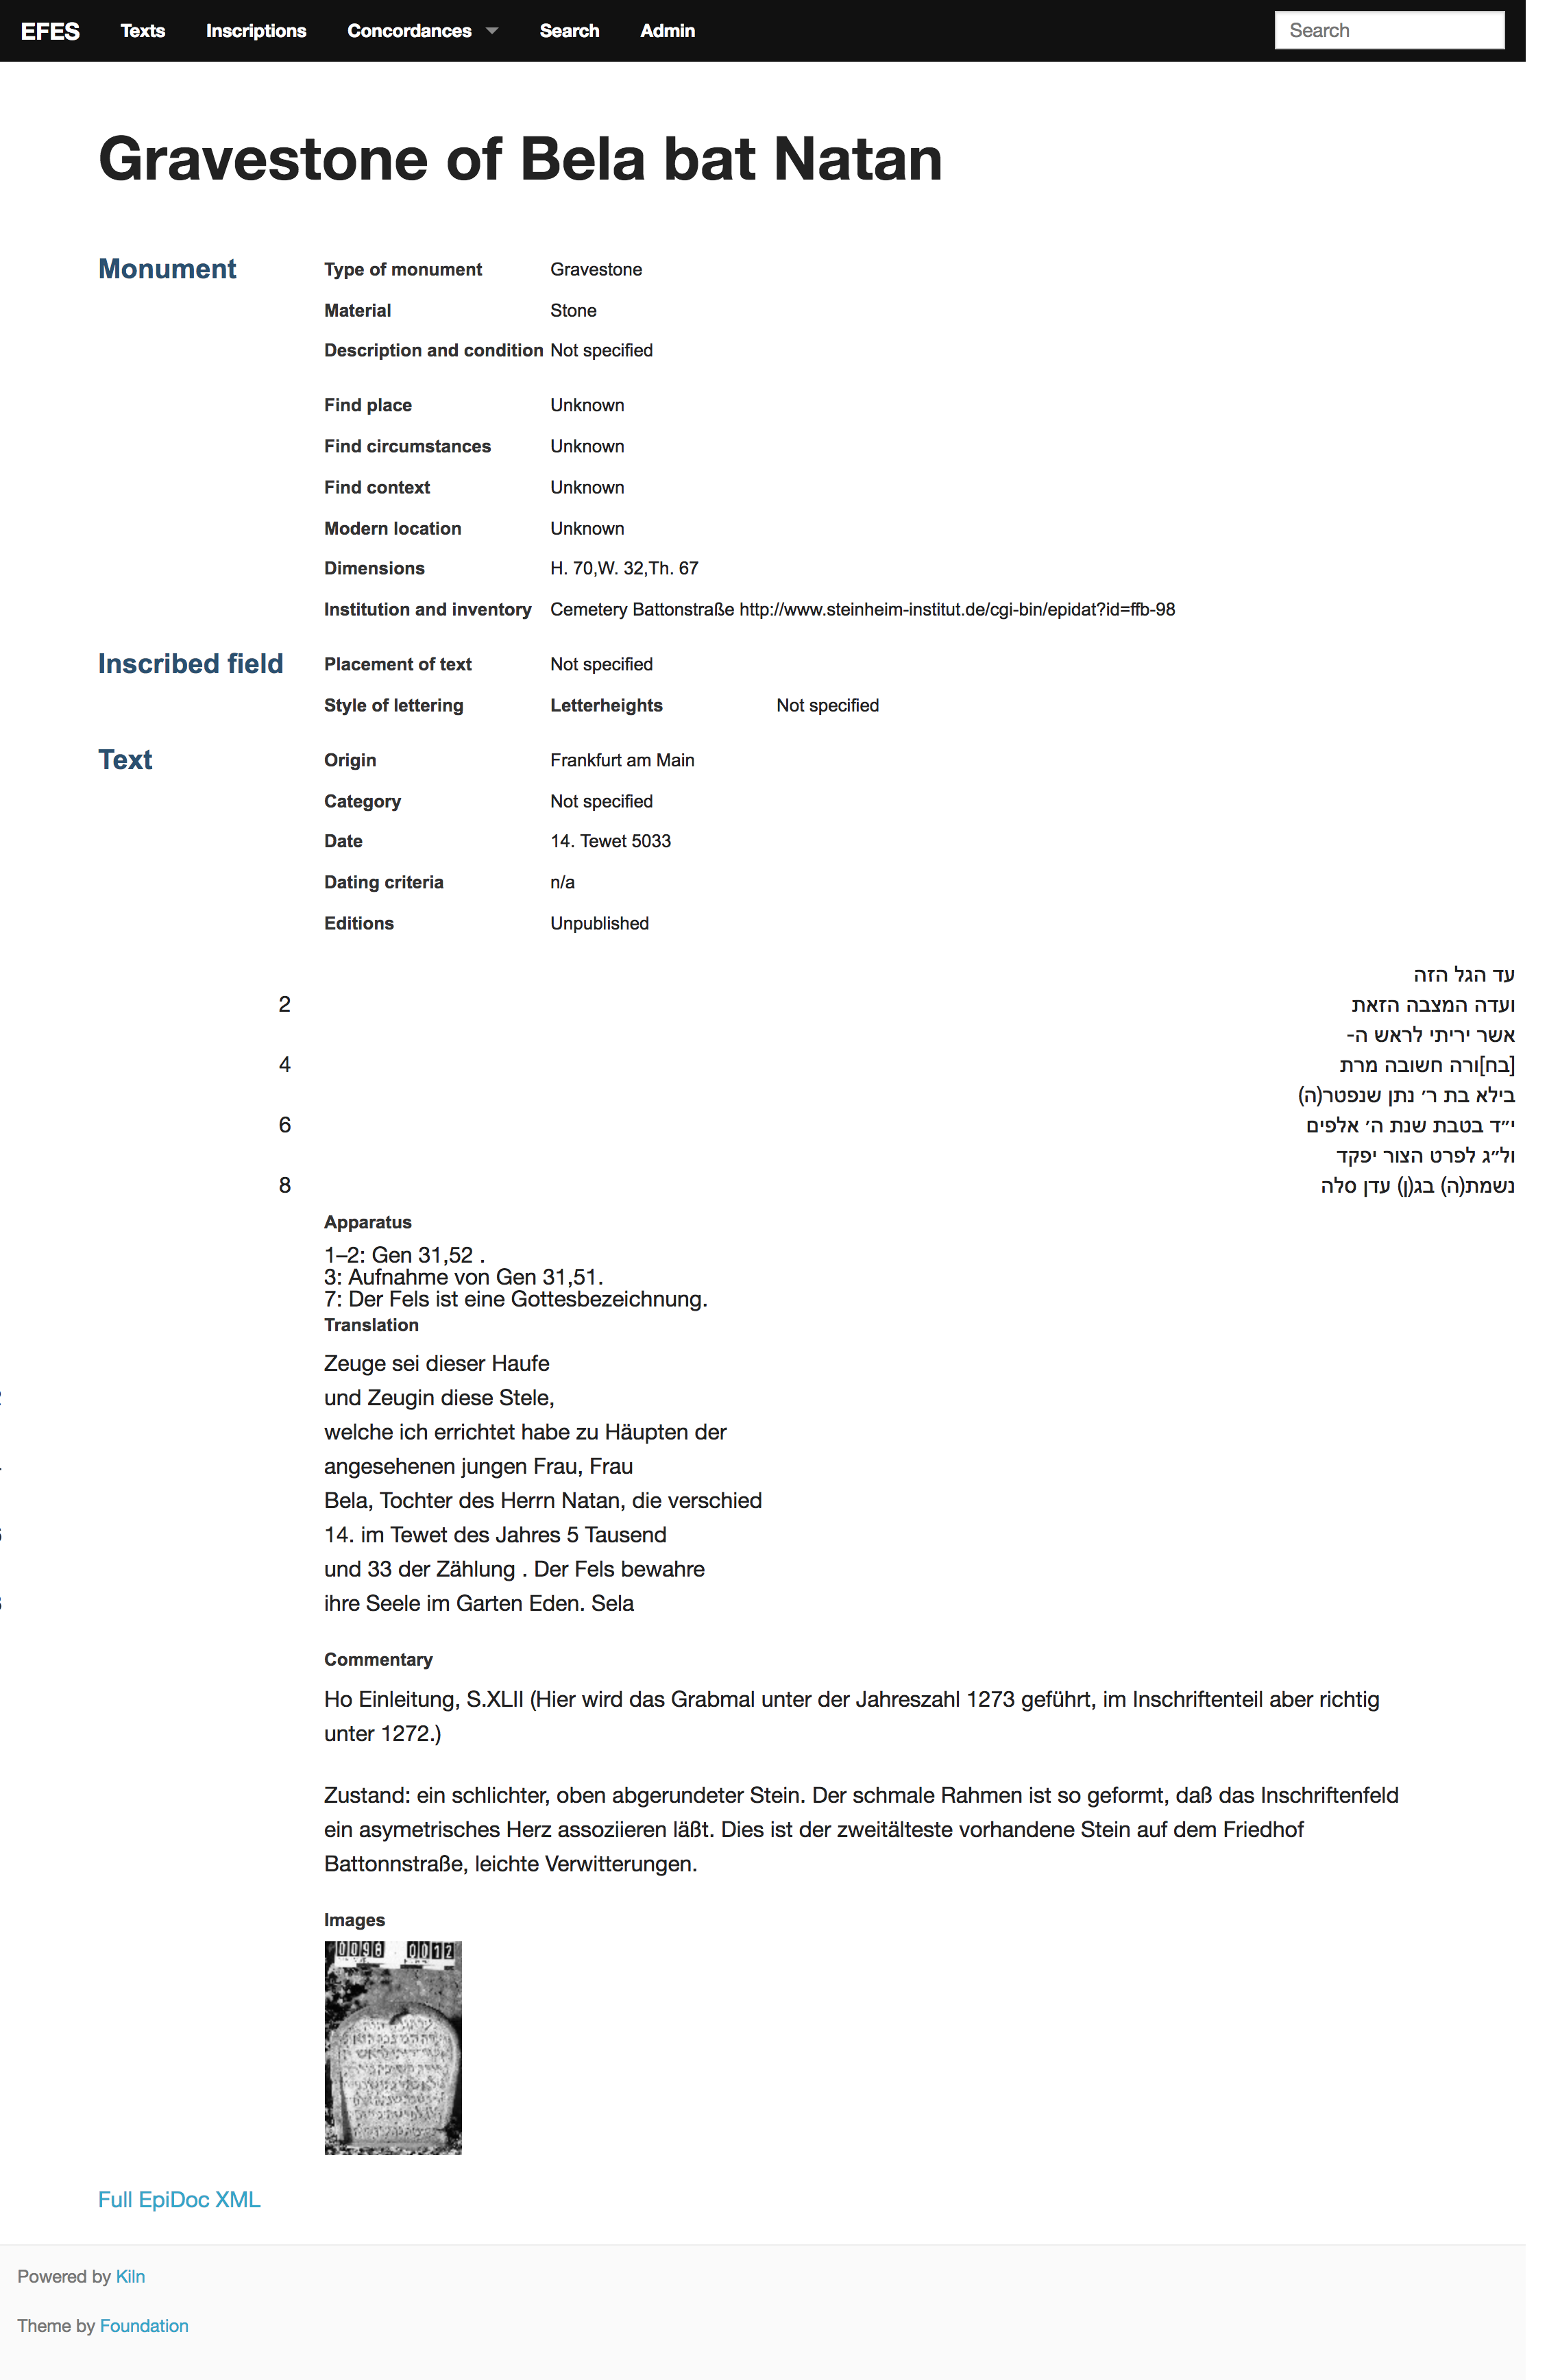 EFES Texts Inscriptions Concordances Search Admin Search
Gravestone of Bela bat Natan
Monument
Type of monument Gravestone
Material Stone
Description and condition Not specified
Find place Unknown
Find circumstances Unknown
Find context Unknown
Modern location Unknown
Dimensions H. 70,W. 32,Th. 67
Institution and inventory Cemetery Battonstraße http://www.steinheim-institut.de/cgi-bin/epidat?id=ffb-98
Inscribed field
Placement of text Not specified
Style of lettering Letterheights Not specified
Text
Origin Frankfurt am Main
Category Not specified
Date 14. Tewet 5033
Dating criteria n/a
Editions Unpublished
עד הגל הזה
2 ועדה המצבה הזאת
אשר יריתי לראש ה-
4 [בח]ורה חשובה מרת
בילא בת ר׳ נתן שנפטר(ה)
6 י״ד בטבת שנת ה׳ אלפים
ול״ג לפרט הצור יפקד
8 נשמת(ה) בג(ן) עדן סלה
Apparatus
1–2: Gen 31,52 .
3: Aufnahme von Gen 31,51.
7: Der Fels ist eine Gottesbezeichnung.
Translation
Zeuge sei dieser Haufe
und Zeugin diese Stele,
welche ich errichtet habe zu Häupten der
angesehenen jungen Frau, Frau
Bela, Tochter des Herrn Natan, die verschied
14. im Tewet des Jahres 5 Tausend
und 33 der Zählung . Der Fels bewahre
ihre Seele im Garten Eden. Sela
Commentary
Ho Einleitung, S.XLII (Hier wird das Grabmal unter der Jahreszahl 1273 geführt, im Inschriftenteil aber richtig
unter 1272.)
Zustand: ein schlichter, oben abgerundeter Stein. Der schmale Rahmen ist so geformt, daß das Inschriftenfeld
ein asymetrisches Herz assoziieren läßt. Dies ist der zweitälteste vorhandene Stein auf dem Friedhof
Battonnstraße, leichte Verwitterungen.
Images
0098 0012
Full EpiDoc XML
Powered by Kiln
Theme by Foundation